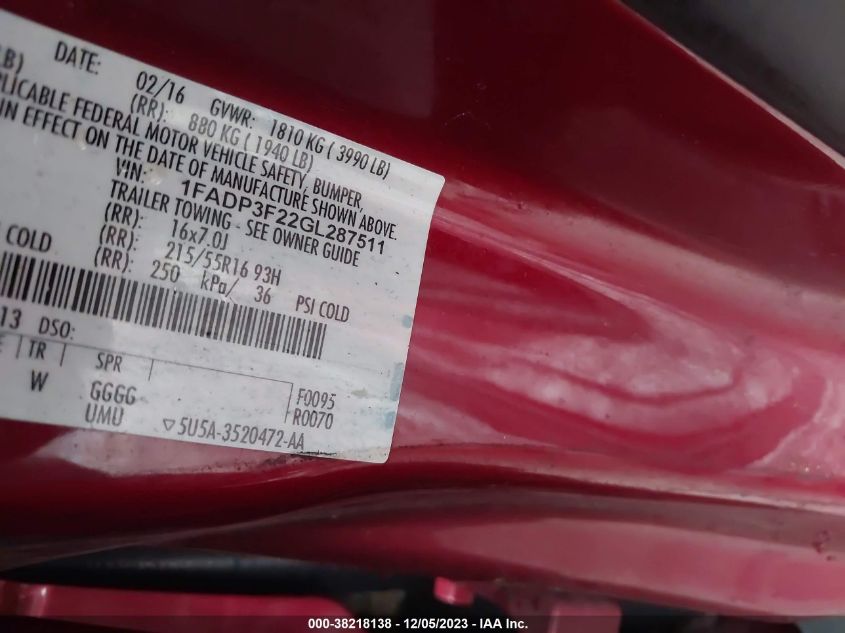 LB)
DATE: 02/16 GVWR: 1810 KG ( 3990 LB)
(RR): 880 KG ( 1940 LB)
PLICABLE FEDERAL MOTOR VEHICLE SAFETY, BUMPER,
IN EFFECT ON THE DATE OF MANUFACTURE SHOWN ABOVE.
VIN: 1FADP3F22GL287511
TRAILER TOWING - SEE OWNER GUIDE
(RR): 16x7.0J
(RR): 215/55R16 93H
COLD (RR): 250 kPa/ 36 PSI COLD
13 DSO:
E TR SPR
W GGGG F0095
UMU R0070
5U5A-3520472-AA
000-38218138 - 12/05/2023 - IAA Inc.